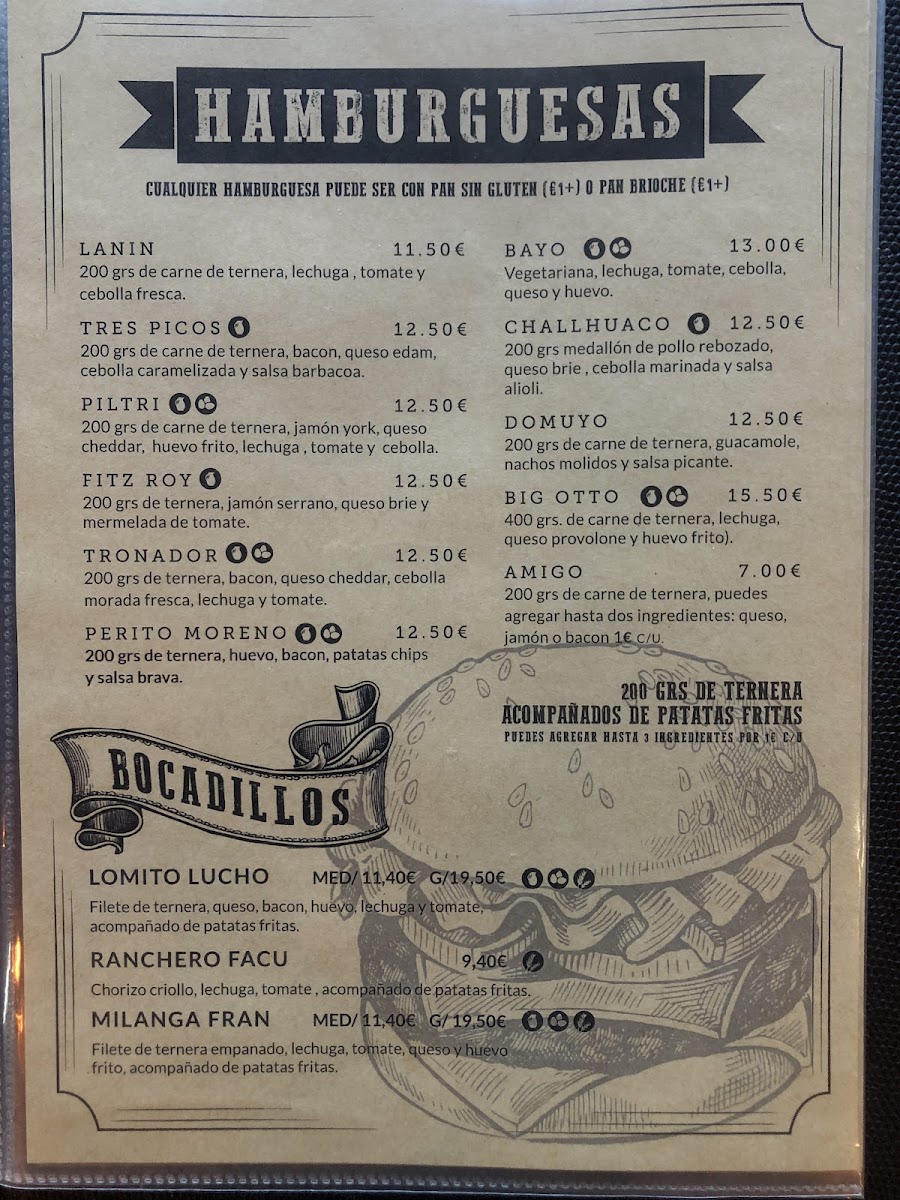 HAMBURGUESAS
CUALQUIER HAMBURGUESA PUEDE SER CON PAN SIN GLUTEN (€1+) O PAN BRIOCHE (€1+)
LANIN 11.50€
200 grs de carne de ternera, lechuga , tomate y
cebolla fresca.
TRES PICOS 12.50€
200 grs de carne de ternera, bacon, queso edam,
cebolla caramelizada y salsa barbacoa.
PILTRI 12.50€
200 grs de carne de ternera, jamón york, queso
cheddar, huevo frito, lechuga , tomate y cebolla.
FITZ ROY 12.50€
200 grs de ternera, jamón serrano, queso brie y
mermelada de tomate.
TRONADOR 12.50€
200 grs de ternera, bacon, queso cheddar, cebolla
morada fresca, lechuga y tomate.
PERITO MORENO 12.50€
200 grs de ternera, huevo, bacon, patatas chips
y salsa brava.
BAYO 13.00€
Vegetariana, lechuga, tomate, cebolla,
queso y huevo.
CHALLHUACO 12.50€
200 grs medallón de pollo rebozado,
queso brie , cebolla marinada y salsa
alioli.
DOMUYO 12.50€
200 grs de carne de ternera, guacamole,
nachos molidos y salsa picante.
BIG OTTO 15.50€
400 grs. de carne de ternera, lechuga,
queso provolone y huevo frito).
AMIGO 7.00€
200 grs de carne de ternera, puedes
agregar hasta dos ingredientes: queso,
jamón o bacon 1€ C/U.
200 GRS DE TERNERA
ACOMPAÑADOS DE PATATAS FRITAS
PUEDES AGREGAR HASTA 3 INGREDIENTES POR 1€ C/U
BOCADILLOS
LOMITO LUCHO MED/ 11,40€ G/19,50€
Filete de ternera, queso, bacon, huevo, lechuga y tomate,
acompañado de patatas fritas.
RANCHERO FACU 9,40€
Chorizo criollo, lechuga, tomate , acompañado de patatas fritas.
MILANGA FRAN MED/ 11,40€ G/ 19,50€
Filete de ternera empanado, lechuga, tomate, queso y huevo
frito, acompañado de patatas fritas.